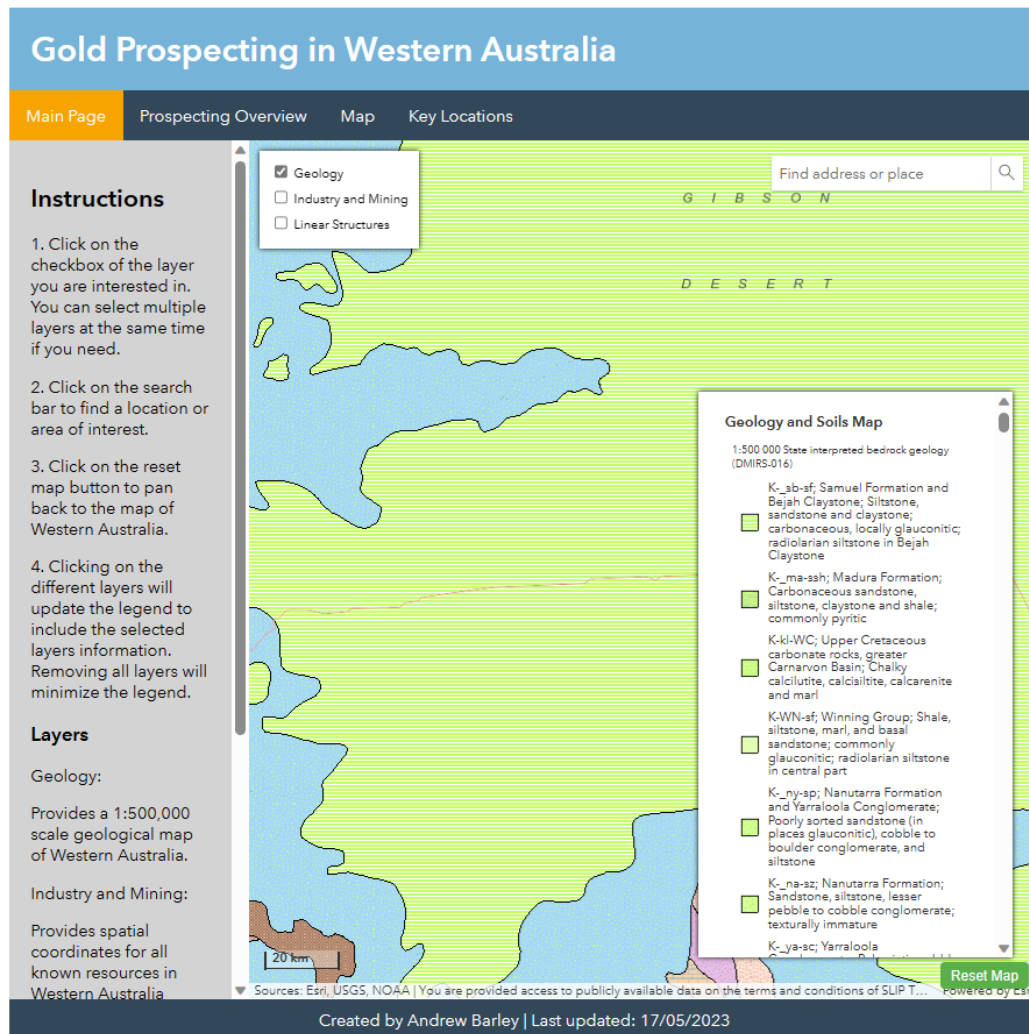 Gold Prospecting in Western Australia
Main Page
Prospecting Overview
Map
Key Locations
Instructions
1. Click on the
checkbox of the layer
you are interested in.
You can select multiple
layers at the same time
if you need.
2. Click on the search
bar to find a location or
area of interest.
3. Click on the reset
map button to pan
back to the map of
Western Australia.
4. Clicking on the
different layers will
update the legend to
include the selected
layers information.
Removing all layers will
minimize the legend.
Layers
Geology:
Provides a 1:500,000
scale geological map
of Western Australia.
Industry and Mining:
Provides spatial
coordinates for all
known resources in
Western Australia
Geology
Industry and Mining
Linear Structures
Find address or place
GIBSON
DESERT
Geology and Soils Map
1:500 000 State interpreted bedrock geology
(DMIRS-016)
K-_sb-sf; Samuel Formation and
Bejah Claystone; Siltstone,
sandstone and claystone;
carbonaceous, locally glauconitic;
radiolarian siltstone in Bejah
Claystone
K-_ma-ssh; Madura Formation;
Carbonaceous sandstone,
siltstone, claystone and shale;
commonly pyritic
K-kl-WC; Upper Cretaceous
carbonate rocks, greater
Carnarvon Basin; Chalky
calcilutite, calcisiltite, calcarenite
and marl
K-WN-sf; Winning Group; Shale,
siltstone, marl, and basal
sandstone; commonly
glauconitic; radiolarian siltstone
in central part
K-_ny-sp; Nanutarra Formation
and Yarraloola Conglomerate;
Poorly sorted sandstone (in
places glauconitic), cobble to
boulder conglomerate, and
siltstone
K-_na-sz; Nanutarra Formation;
Sandstone, siltstone, lesser
pebble to cobble conglomerate;
texturally immature
K-_ya-sc; Yarraloola
20 km
Reset Map
Sources: Esri, USGS, NOAA | You are provided access to publicly available data on the terms and conditions of SLIP T...
Powered by Esri
Created by Andrew Barley | Last updated: 17/05/2023